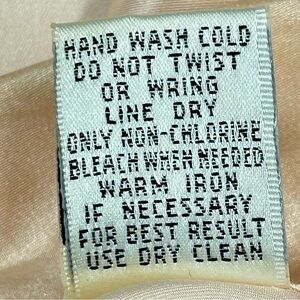 HAND WASH COLD
DO NOT TWIST
OR WRING
LINE DRY
ONLY NON-CHLORINE
BLEACH WHEN NEEDED
WARM IRON
IF NECESSARY
FOR BEST RESULT
USE DRY CLEAN